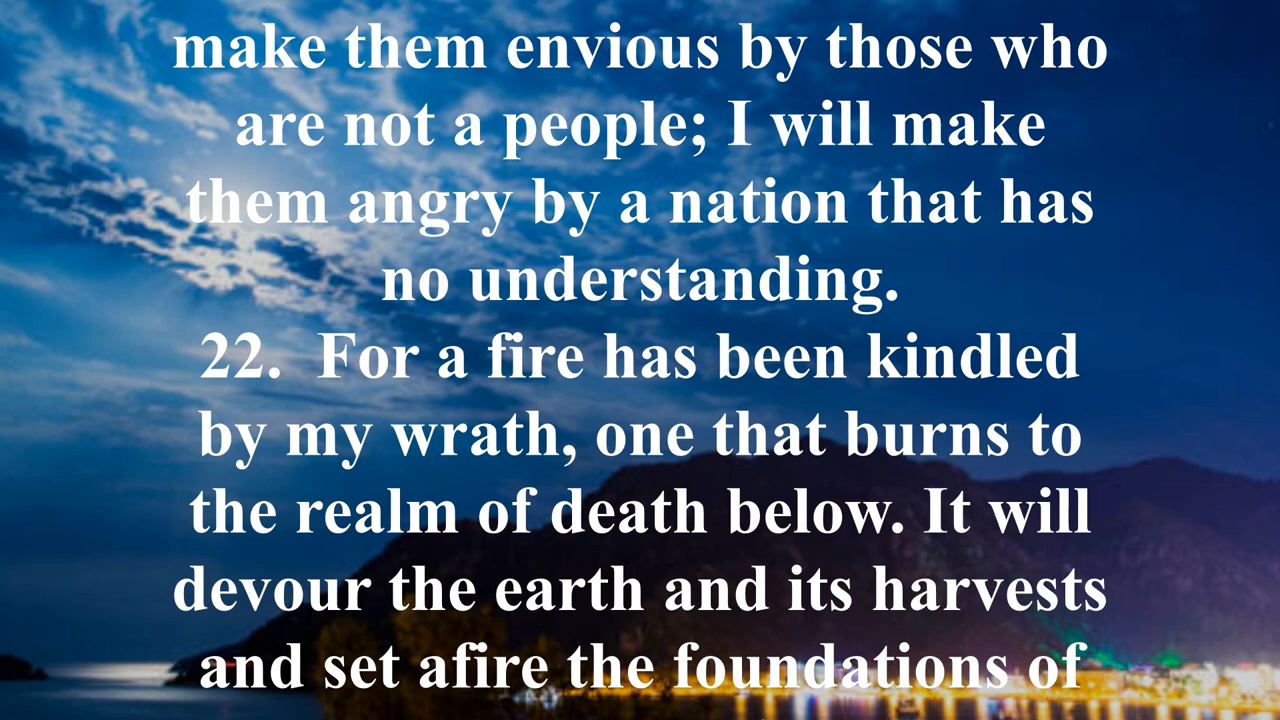 make them envious by those who
are not a people; I will make
them angry by a nation that has
no understanding.
22.  For a fire has been kindled
by my wrath, one that burns to
the realm of death below. It will
devour the earth and its harvests
and set afire the foundations of